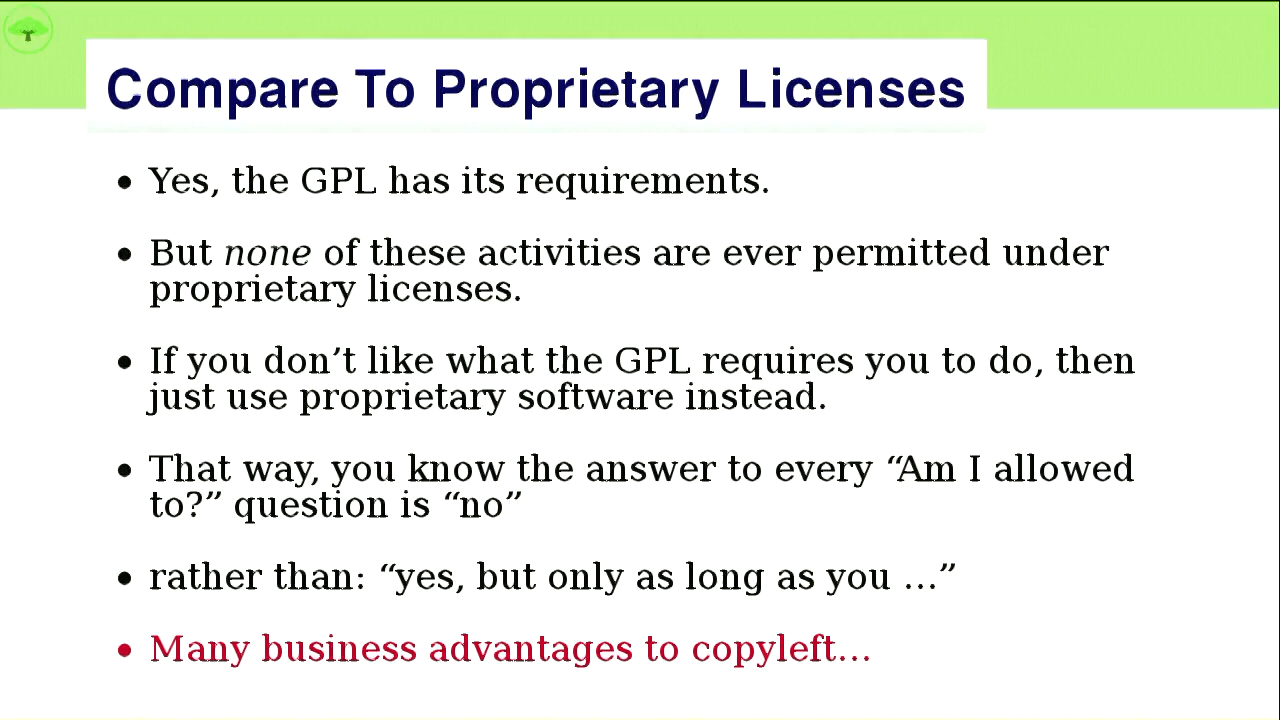 Compare To Proprietary Licenses
• Yes, the GPL has its requirements.
• But none of these activities are ever permitted under
proprietary licenses.
• If you don’t like what the GPL requires you to do, then
just use proprietary software instead.
• That way, you know the answer to every “Am I allowed
to?” question is “no”
• rather than: “yes, but only as long as you …”
• Many business advantages to copyleft…